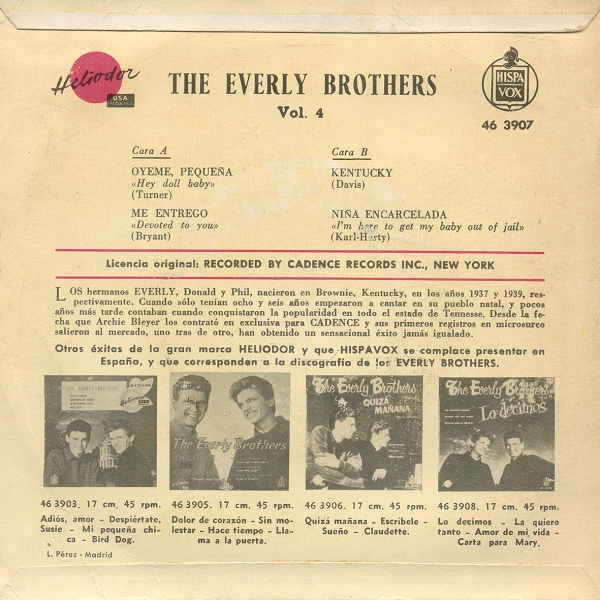 Heliodor
USA
THE EVERLY BROTHERS
Vol. 4
HISPA
VOX
46 3907
Cara A
OYEME, PEQUEÑA
«Hey doll baby»
(Turner)
ME ENTREGO
«Devoted to you»
(Bryant)
Cara B
KENTUCKY
(Davis)
NIÑA ENCARCELADA
«I'm here to get my baby out of jail»
(Karl-Harty)
Licencia original: RECORDED BY CADENCE RECORDS INC., NEW YORK
LOS hermanos EVERLY, Donald y Phil, nacieron en Brownie, Kentucky, en los años 1937 y 1939, res-
pectivamente. Cuando sólo tenían ocho y seis años empezaron a cantar en su pueblo natal, y pocos
años más tarde contaban cuando conquistaron la popularidad en todo el estado de Tennesse. Desde la fe-
cha que Archie Bleyer los contrató en exclusiva para CADENCE y sus primeros registros en microsurco
salieron al mercado, uno tras de otro, han obtenido un sensacional éxito jamás igualado.
Otros éxitos de la gran marca HELIODOR y que HISPAVOX se complace presentar en
España, y que corresponden a la discografía de los EVERLY BROTHERS.
THE EVERLY BROTHERS
Heliodor
The Everly Brothers
The Everly Brothers
QUIZÁ
MAÑANA
The Everly Brothers
Lo decimos
46 3903. 17 cm. 45 rpm.
Adiós, amor - Despiértate,
Susie - Mi pequeña chi-
ca - Bird Dog.
46 3905. 17 cm. 45 rpm.
Dolor de corazón - Sin mo-
lestar - Hace tiempo - Lla-
ma a la puerta.
46 3906. 17 cm. 45 rpm.
Quizá mañana - Escríbele -
Sueño - Claudette.
46 3908. 17 cm. 45 rpm.
Lo decimos - La quiero
tanto - Amor de mi vida -
Carta para Mary.
L. Pérez - Madrid